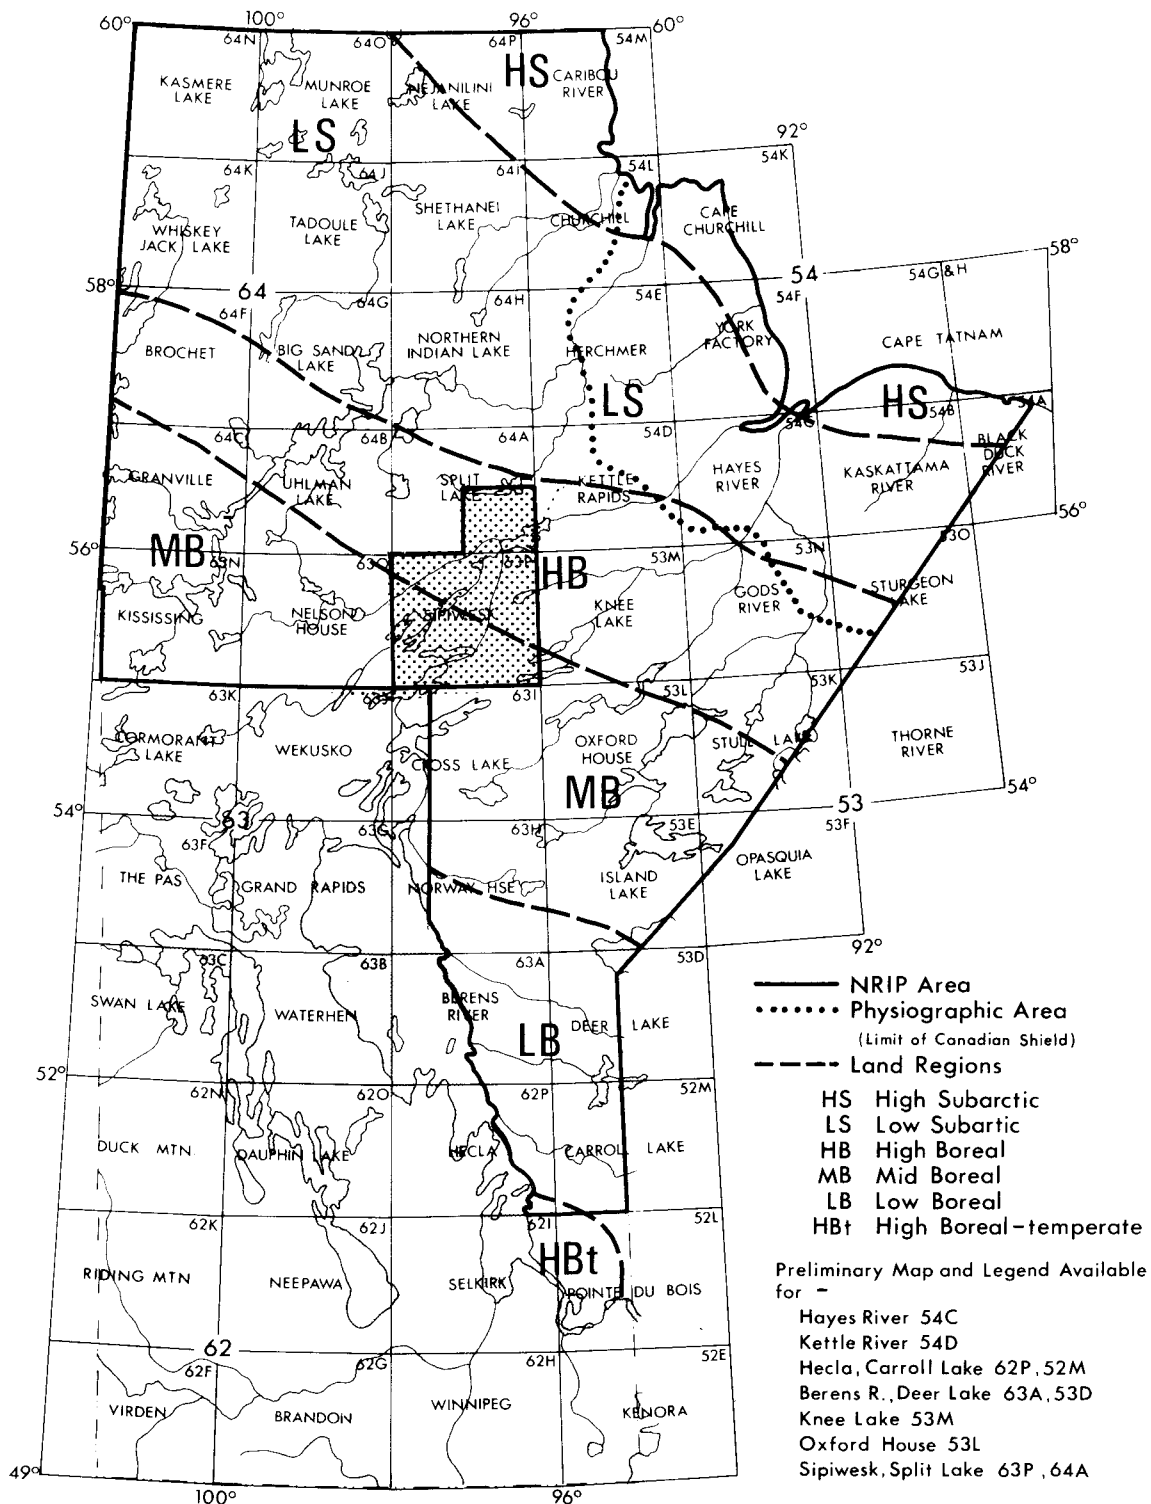 60°
100°
96°
60°
64N
64O
64P
54M
KASMERE
LAKE
MUNROE
LAKE
NEJANILINI
LAKE
HS
CARIBOU
RIVER
LS
92°
64K
64J
64I
54L
54K
WHISKEY
JACK LAKE
TADOULE
LAKE
SHETHANEI
LAKE
CHURCHILL
CAPE
CHURCHILL
58°
58°
64
64F
64G
64H
54E
54
54F
54G&H
BROCHET
BIG SAND
LAKE
NORTHERN
INDIAN LAKE
HERCHMER
YORK
FACTORY
CAPE TATNAM
LS
HS
64C
64B
64A
54D
54C
54B
54A
GRANVILLE
UHLMAN
LAKE
SPLIT
LAKE
KETTLE
RAPIDS
HAYES
RIVER
KASKATTAMA
RIVER
BLACK
DUCK
RIVER
56°
56°
MB
63N
63O
63P
HB
53M
53N
53O
KISSISSING
NELSON
HOUSE
SIPIWESK
KNEE
LAKE
GODS
RIVER
STURGEON
LAKE
63K
63J
63I
53L
53K
53J
CORMORANT
LAKE
WEKUSKO
CROSS LAKE
OXFORD
HOUSE
STULL LAKE
THORNE
RIVER
MB
54°
54°
63
63F
63G
63H
53E
53
53F
THE PAS
GRAND RAPIDS
NORWAY HSE
ISLAND
LAKE
OPASQUIA
LAKE
92°
63C
63B
63A
53D
SWAN LAKE
WATERHEN
BERENS
RIVER
LB
DEER LAKE
52°
62N
62O
62P
52M
DUCK MTN
DAUPHIN LAKE
HECLA
CARROLL LAKE
62K
62J
62I
52L
RIDING MTN
NEEPAWA
SELKIRK
HBt
POINTE DU BOIS
62
62F
62G
62H
52E
VIRDEN
BRANDON
WINNIPEG
KENORA
49°
100°
96°
NRIP Area
Physiographic Area
(Limit of Canadian Shield)
Land Regions
HS High Subarctic
LS Low Subartic
HB High Boreal
MB Mid Boreal
LB Low Boreal
HBt High Boreal-temperate
Preliminary Map and Legend Available
for –
Hayes River 54C
Kettle River 54D
Hecla, Carroll Lake 62P, 52M
Berens R., Deer Lake 63A, 53D
Knee Lake 53M
Oxford House 53L
Sipiwesk, Split Lake 63P, 64A